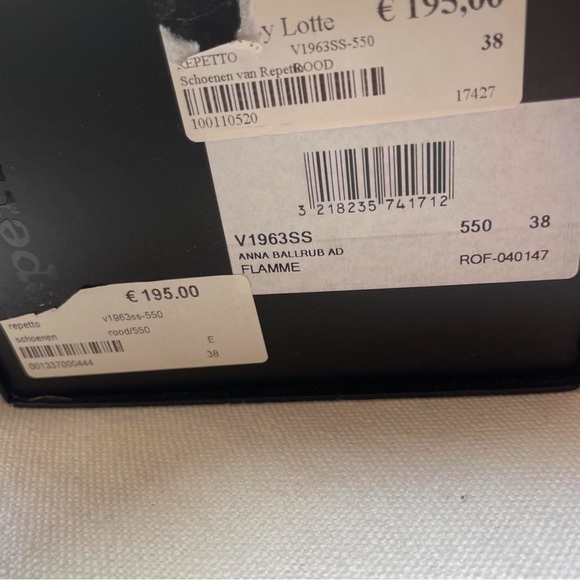 y Lotte
€ 195,00
REPETTO
V1963SS-550
38
Schoenen van Repetto
ROOD
100110520
17427
3 218235 741712
V1963SS
550
38
ANNA BALLRUB AD
FLAMME
ROF-040147
€ 195.00
repetto
v1963ss-550
schoenen
rood/550
E
38
001337000444